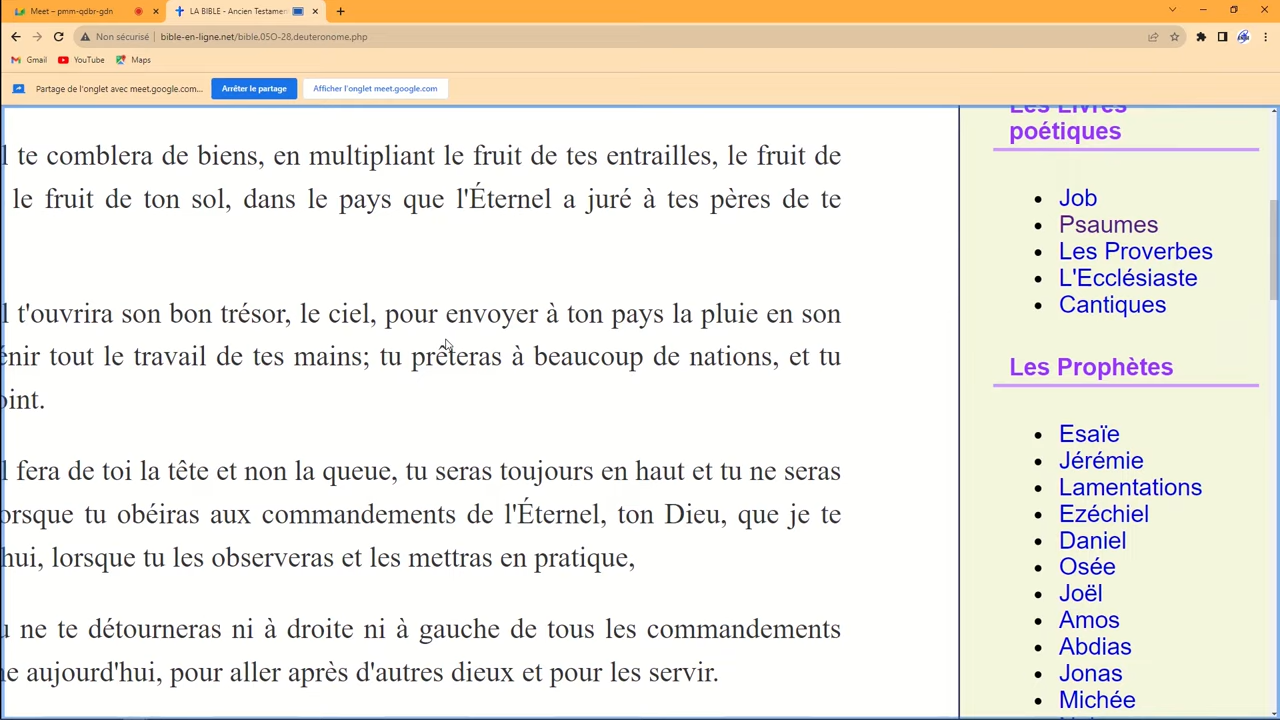 Meet – pmm-qdbr-gdn
LA BIBLE - Ancien Testament
Non sécurisé
bible-en-ligne.net/bible,05O-28,deuteronome.php
Gmail
YouTube
Maps
Partage de l'onglet avec meet.google.com...
Arrêter le partage
Afficher l'onglet meet.google.com
l te comblera de biens, en multipliant le fruit de tes entrailles, le fruit de
le fruit de ton sol, dans le pays que l'Éternel a juré à tes pères de te
l t'ouvrira son bon trésor, le ciel, pour envoyer à ton pays la pluie en son
énir tout le travail de tes mains; tu prêteras à beaucoup de nations, et tu
oint.
l fera de toi la tête et non la queue, tu seras toujours en haut et tu ne seras
orsque tu obéiras aux commandements de l'Éternel, ton Dieu, que je te
hui, lorsque tu les observeras et les mettras en pratique,
u ne te détourneras ni à droite ni à gauche de tous les commandements
ne aujourd'hui, pour aller après d'autres dieux et pour les servir.
Les Livres
poétiques
Job
Psaumes
Les Proverbes
L'Ecclésiaste
Cantiques
Les Prophètes
Esaïe
Jérémie
Lamentations
Ezéchiel
Daniel
Osée
Joël
Amos
Abdias
Jonas
Michée